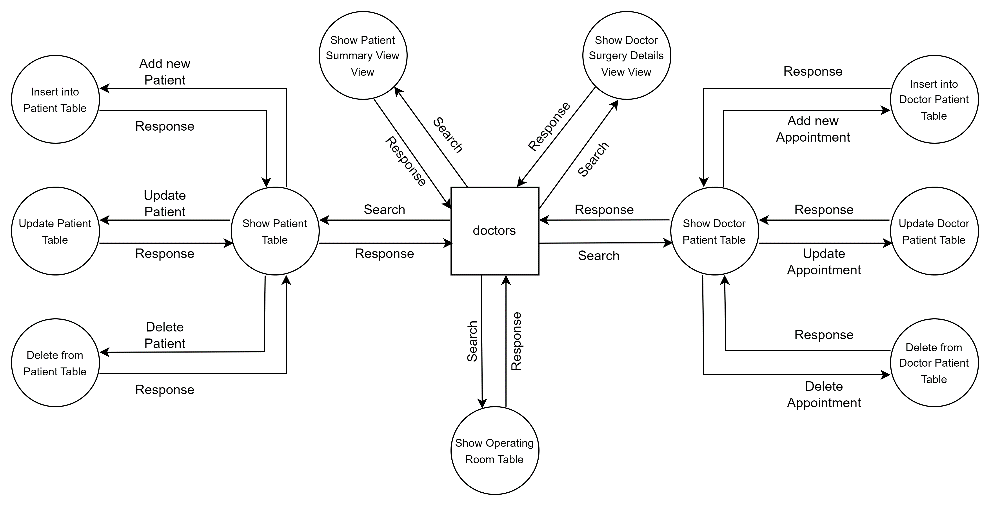 Show Patient
Summary View
View
Show Doctor
Surgery Details
View View
Add new
Patient
Insert into
Patient Table
Response
Response
Search
Response
Search
Response
Add new
Appointment
Insert into
Doctor Patient
Table
Update
Patient
Update Patient
Table
Response
Show Patient
Table
Search
Response
doctors
Response
Search
Show Doctor
Patient Table
Response
Update
Appointment
Update Doctor
Patient Table
Delete
Patient
Delete from
Patient Table
Response
Search
Response
Response
Delete
Appointment
Delete from
Doctor Patient
Table
Show Operating
Room Table